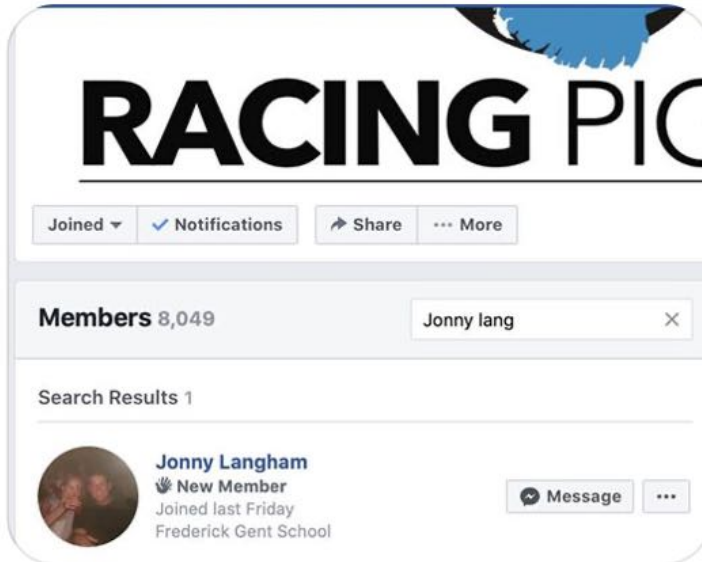 RACING
Joined
Notifications
Share
More
Members 8,049
Jonny lang
Search Results 1
Jonny Langham
New Member
Message
Joined last Friday
Frederick Gent School